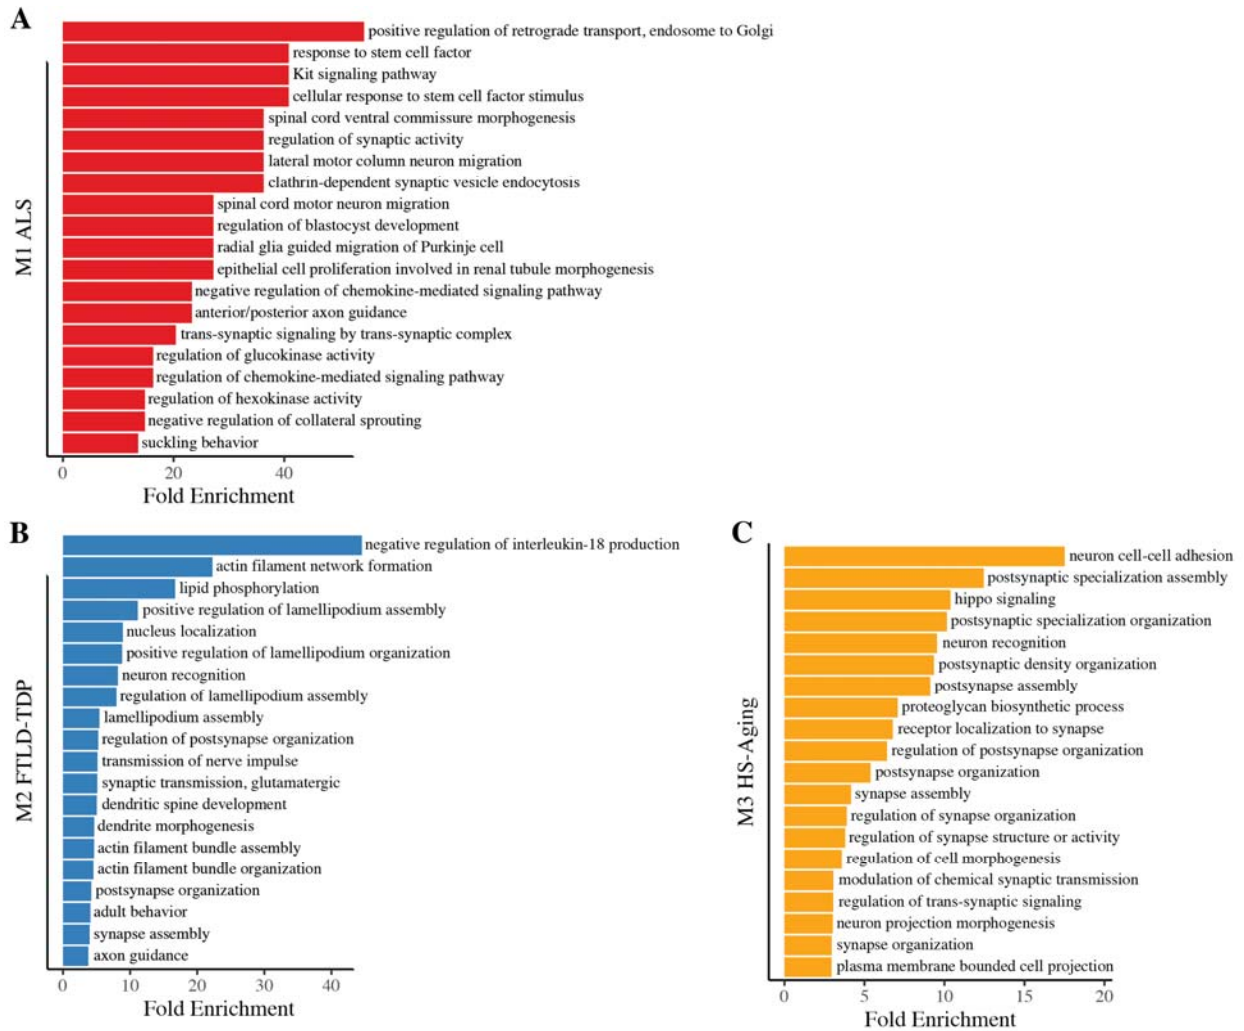 A
positive regulation of retrograde transport, endosome to Golgi
response to stem cell factor
Kit signaling pathway
cellular response to stem cell factor stimulus
spinal cord ventral commissure morphogenesis
regulation of synaptic activity
lateral motor column neuron migration
clathrin-dependent synaptic vesicle endocytosis
spinal cord motor neuron migration
regulation of blastocyst development
radial glia guided migration of Purkinje cell
epithelial cell proliferation involved in renal tubule morphogenesis
negative regulation of chemokine-mediated signaling pathway
anterior/posterior axon guidance
trans-synaptic signaling by trans-synaptic complex
regulation of glucokinase activity
regulation of chemokine-mediated signaling pathway
regulation of hexokinase activity
negative regulation of collateral sprouting
suckling behavior
M1 ALS
0 20 40
Fold Enrichment
B
negative regulation of interleukin-18 production
actin filament network formation
lipid phosphorylation
positive regulation of lamellipodium assembly
nucleus localization
positive regulation of lamellipodium organization
neuron recognition
regulation of lamellipodium assembly
lamellipodium assembly
regulation of postsynapse organization
transmission of nerve impulse
synaptic transmission, glutamatergic
dendritic spine development
dendrite morphogenesis
actin filament bundle assembly
actin filament bundle organization
postsynapse organization
adult behavior
synapse assembly
axon guidance
M2 FTLD-TDP
0 10 20 30 40
Fold Enrichment
C
neuron cell-cell adhesion
postsynaptic specialization assembly
hippo signaling
postsynaptic specialization organization
neuron recognition
postsynaptic density organization
postsynapse assembly
proteoglycan biosynthetic process
receptor localization to synapse
regulation of postsynapse organization
postsynapse organization
synapse assembly
regulation of synapse organization
regulation of synapse structure or activity
regulation of cell morphogenesis
modulation of chemical synaptic transmission
regulation of trans-synaptic signaling
neuron projection morphogenesis
synapse organization
plasma membrane bounded cell projection
M3 HS-Aging
0 5 10 15 20
Fold Enrichment